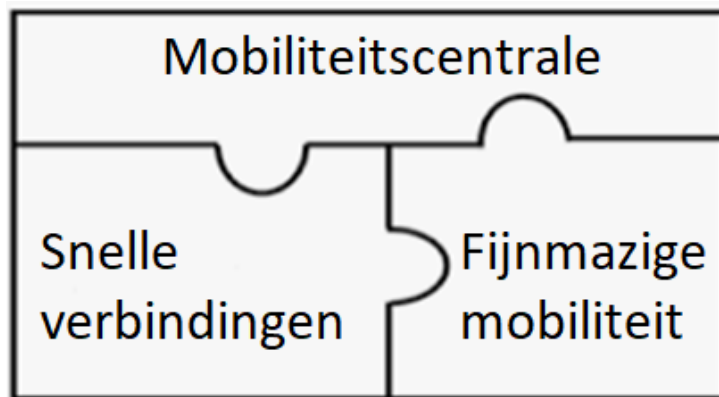 Mobiliteitscentrale
Snelle
verbindingen
Fijnmazige
mobiliteit